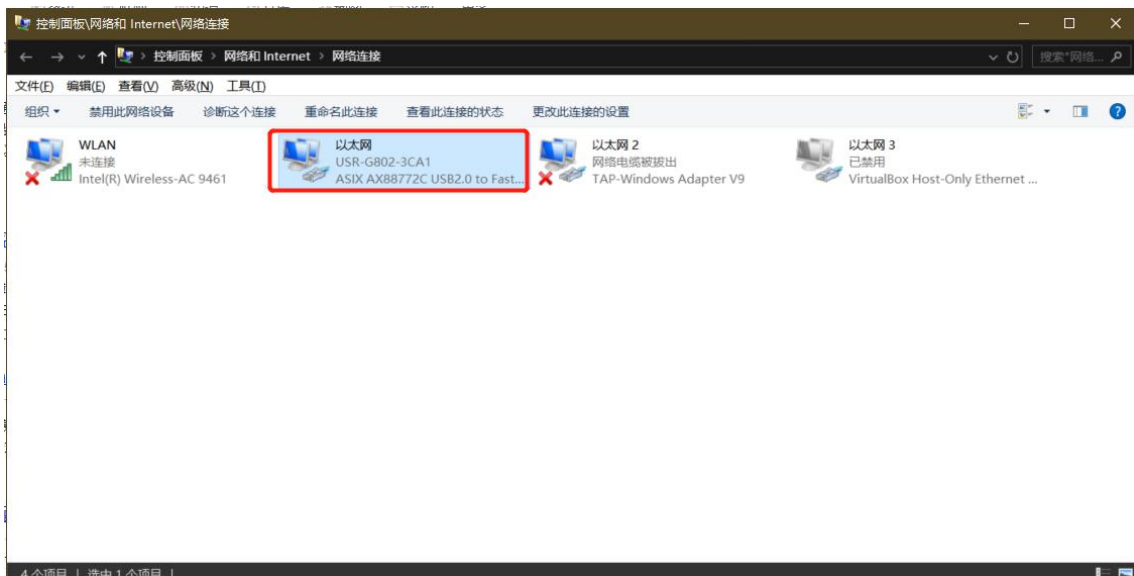 控制面板\网络和 Internet\网络连接
控制面板 > 网络和 Internet > 网络连接
搜索"网络...
文件(F) 编辑(E) 查看(V) 高级(N) 工具(T)
组织 禁用此网络设备 诊断这个连接 重命名此连接 查看此连接的状态 更改此连接的设置
WLAN
未连接
Intel(R) Wireless-AC 9461
以太网
USR-G802-3CA1
ASIX AX88772C USB2.0 to Fast...
以太网 2
网络电缆被拔出
TAP-Windows Adapter V9
以太网 3
已禁用
VirtualBox Host-Only Ethernet ...
4 个项目 | 选中 1 个项目 |